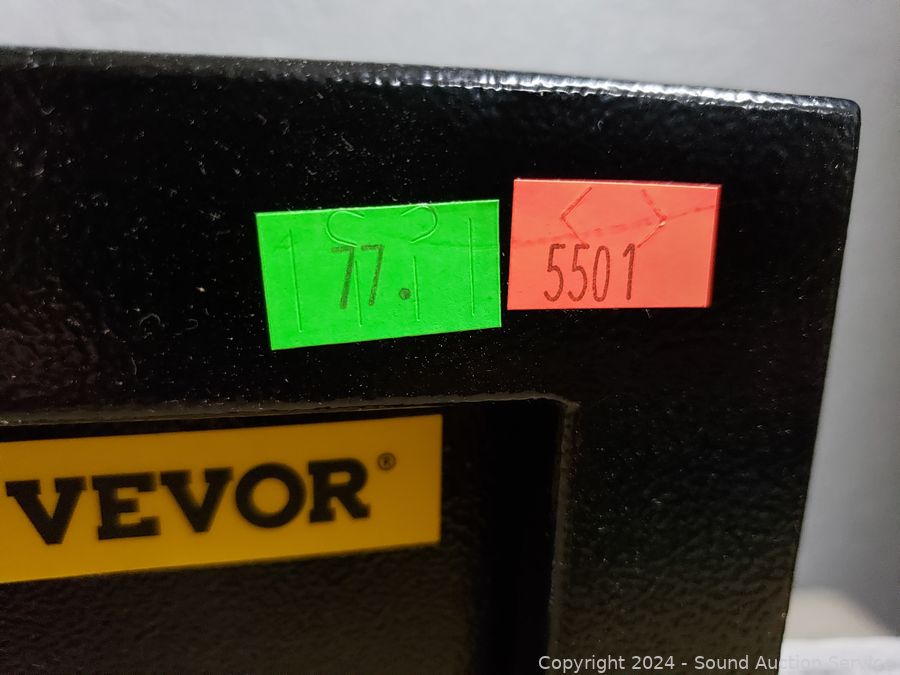 77.
5501
VEVOR®
Copyright 2024 - Sound Auction Service